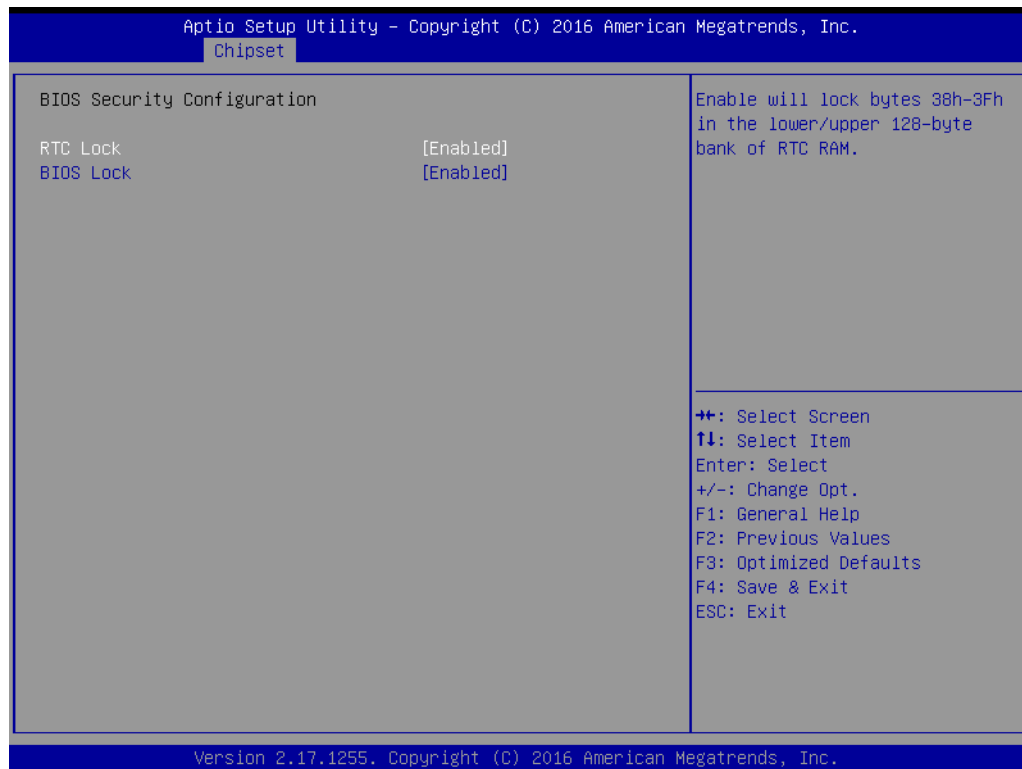 Aptio Setup Utility – Copyright (C) 2016 American Megatrends, Inc.
Chipset
BIOS Security Configuration
RTC Lock [Enabled]
BIOS Lock [Enabled]
Enable will lock bytes 38h-3Fh
in the lower/upper 128-byte
bank of RTC RAM.
→←: Select Screen
↑↓: Select Item
Enter: Select
+/-: Change Opt.
F1: General Help
F2: Previous Values
F3: Optimized Defaults
F4: Save & Exit
ESC: Exit
Version 2.17.1255. Copyright (C) 2016 American Megatrends, Inc.